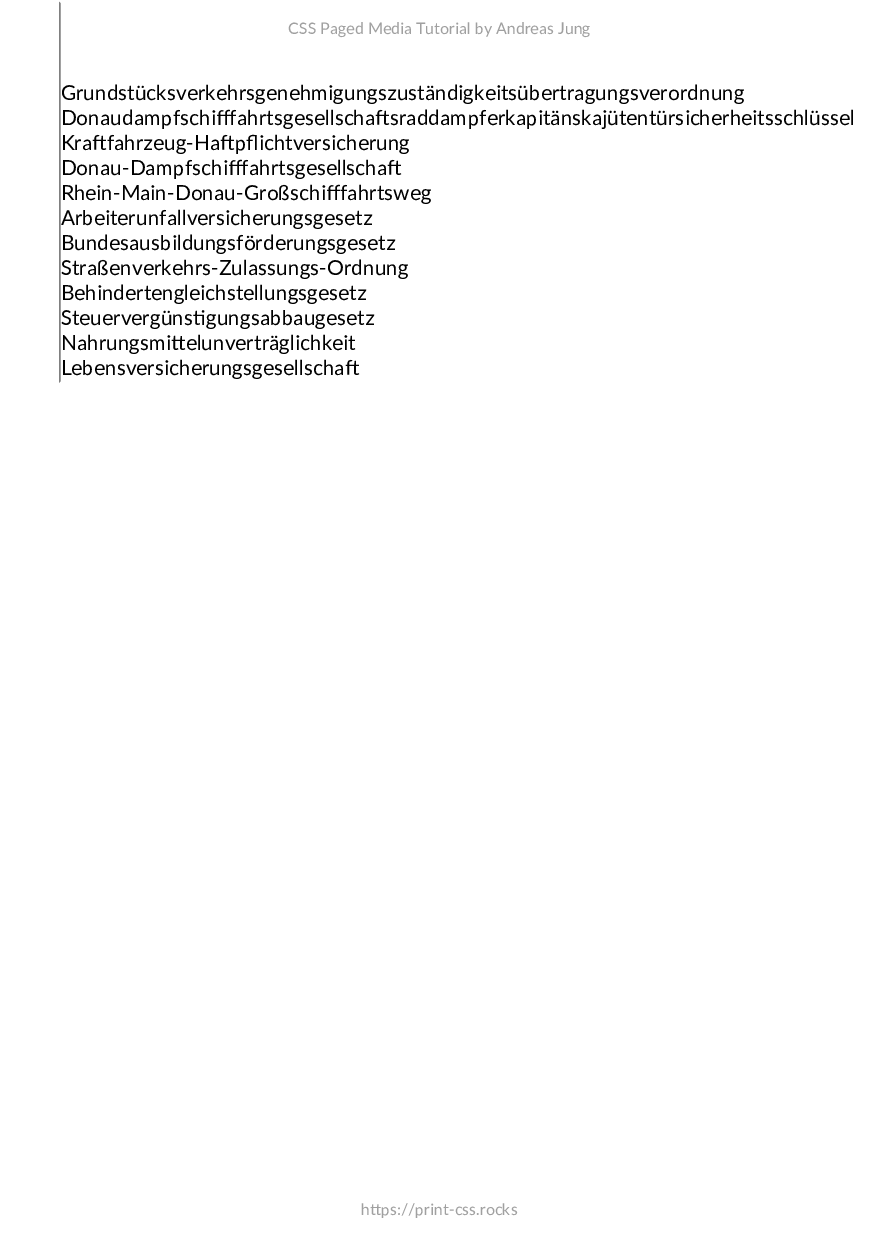 CSS Paged Media Tutorial by Andreas Jung
Grundstücksverkehrsgenehmigungszuständigkeitsübertragungsverordnung
Donaudampfschifffahrtsgesellschaftsraddampferkapitänskajütentürsicherheitsschlüssel
Kraftfahrzeug-Haftpflichtversicherung
Donau-Dampfschifffahrtsgesellschaft
Rhein-Main-Donau-Großschifffahrtsweg
Arbeiterunfallversicherungsgesetz
Bundesausbildungsförderungsgesetz
Straßenverkehrs-Zulassungs-Ordnung
Behindertengleichstellungsgesetz
Steuervergünstigungsabbaugesetz
Nahrungsmittelunverträglichkeit
Lebensversicherungsgesellschaft
https://print-css.rocks